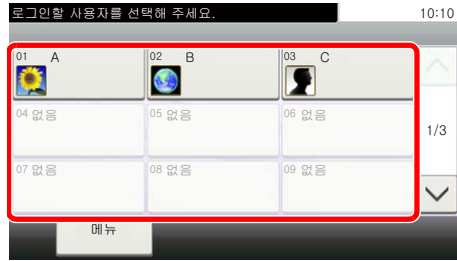 로그인할 사용자를 선택해 주세요. 10:10
01 A 02 B 03 C
04 없음 05 없음 06 없음
1/3
07 없음 08 없음 09 없음
메뉴